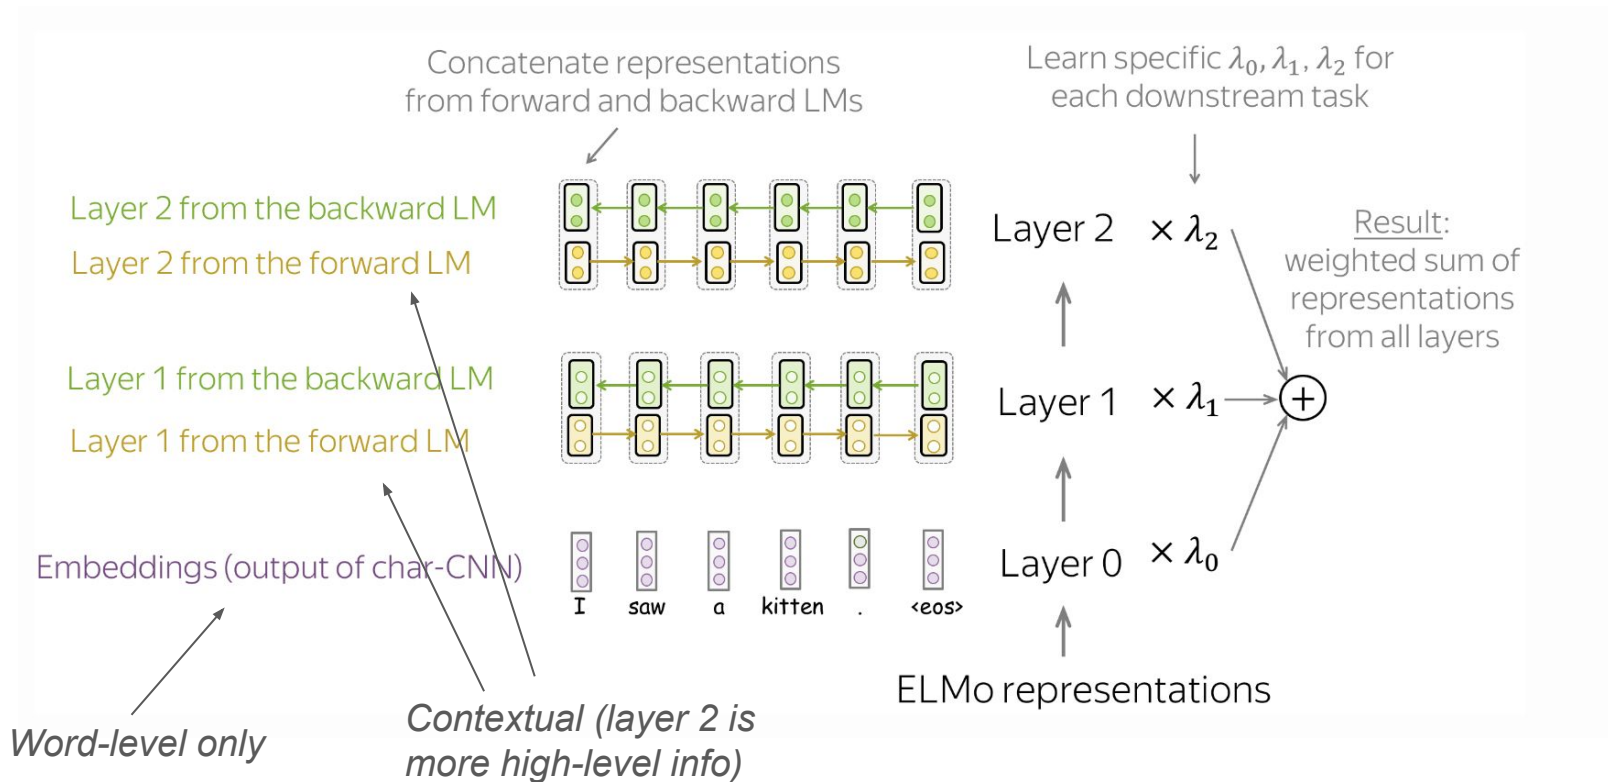 Concatenate representations
from forward and backward LMs
Learn specific λ₀, λ₁, λ₂ for
each downstream task
Layer 2 from the backward LM
Layer 2 from the forward LM
Layer 2 × λ₂
Result:
weighted sum of
representations
from all layers
Layer 1 from the backward LM
Layer 1 from the forward LM
Layer 1 × λ₁
+
Embeddings (output of char-CNN)
I saw a kitten . <eos>
Layer 0 × λ₀
ELMo representations
Word-level only
Contextual (layer 2 is
more high-level info)